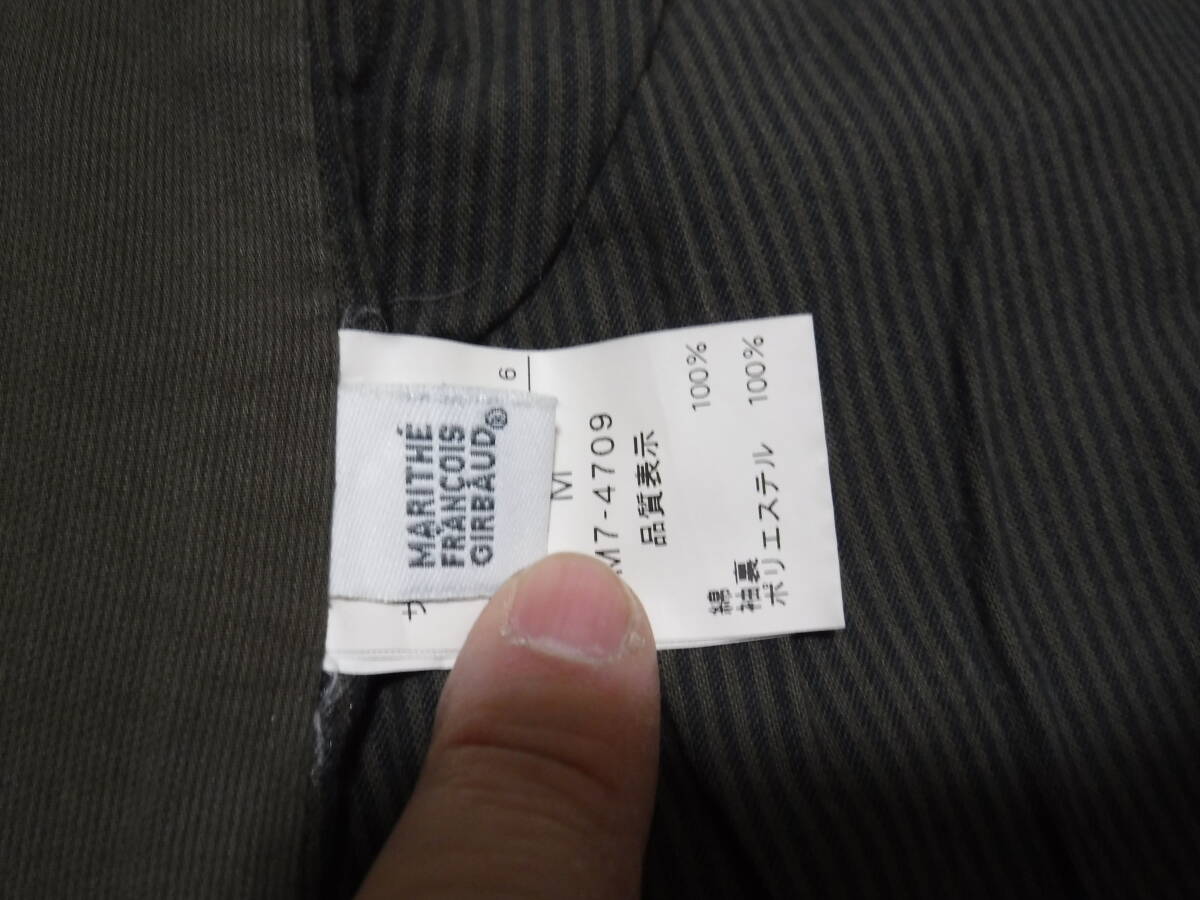 MARITHÉ
FRANÇOIS
GIRBAUD®
サ
6
M
M7-4709
品質表示
綿 100%
袖裏
ポリエステル 100%